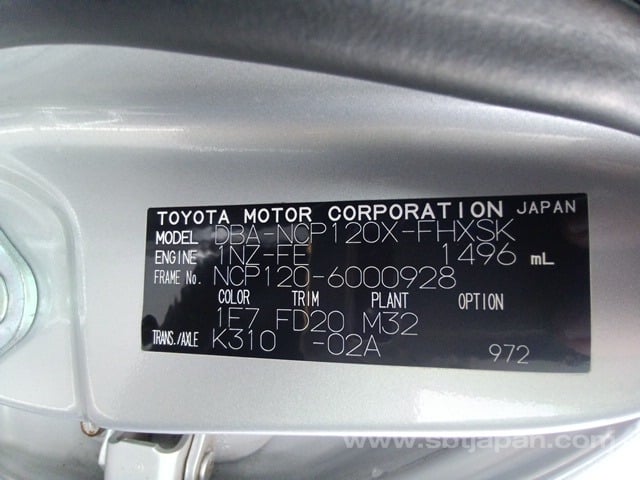 TOYOTA MOTOR CORPORATION JAPAN
MODEL DBA-NCP120X-FHXSK
ENGINE 1NZ-FE 1496 mL
FRAME No. NCP120-6000928
COLOR TRIM PLANT OPTION
1E7 FD20 M32
TRANS./AXLE K310 -02A
972
www.sbtjapan.com